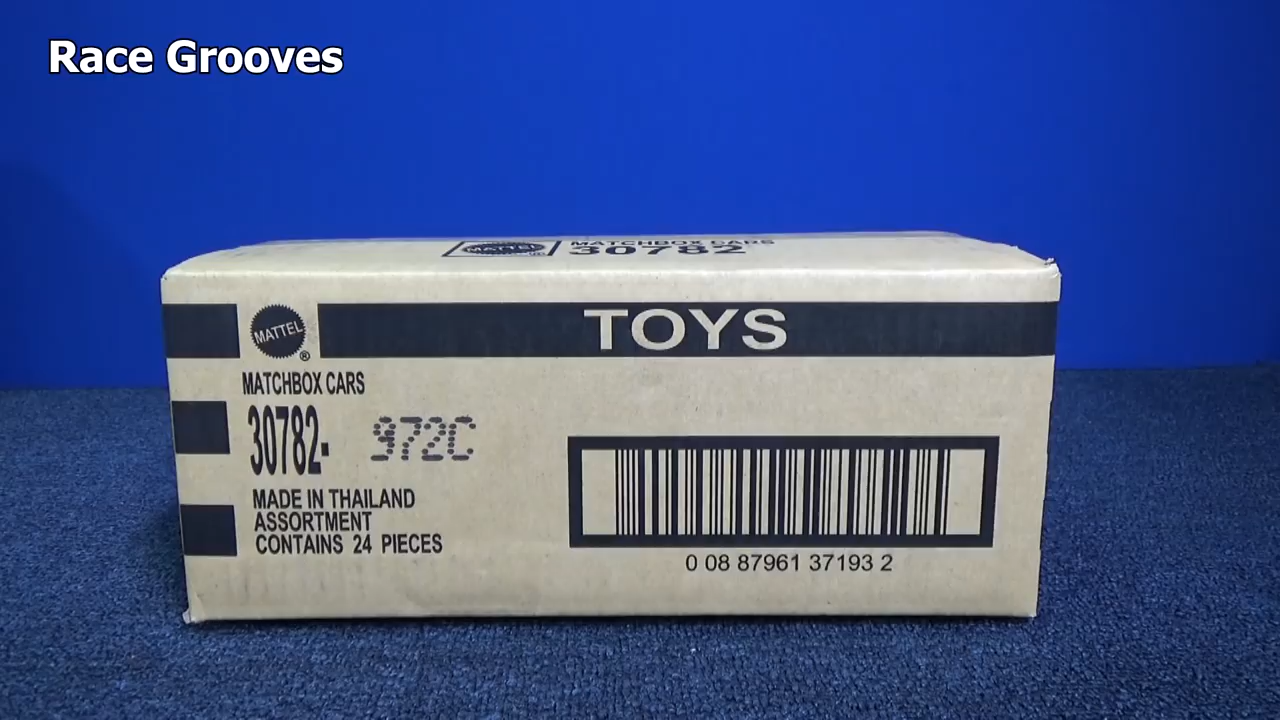 Race Grooves
MATTEL ®
MATCHBOX CARS
30782
MATTEL ®
TOYS
MATCHBOX CARS
30782- 972C
MADE IN THAILAND
ASSORTMENT
CONTAINS 24 PIECES
0 08 87961 37193 2